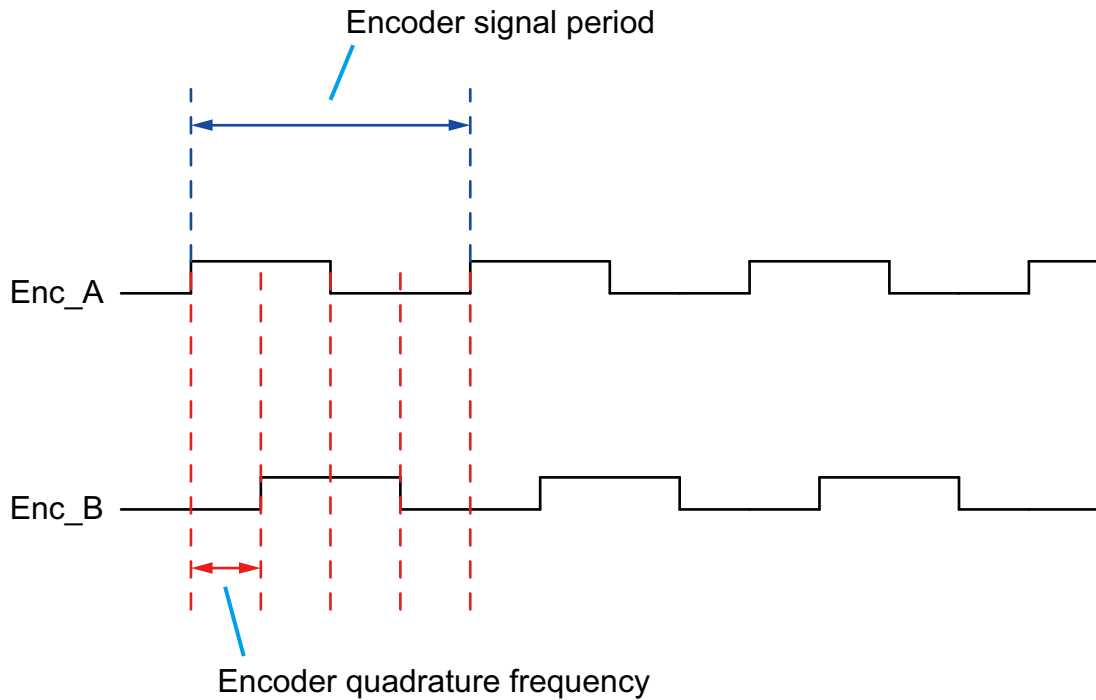 Encoder signal period
Enc_A
Enc_B
Encoder quadrature frequency